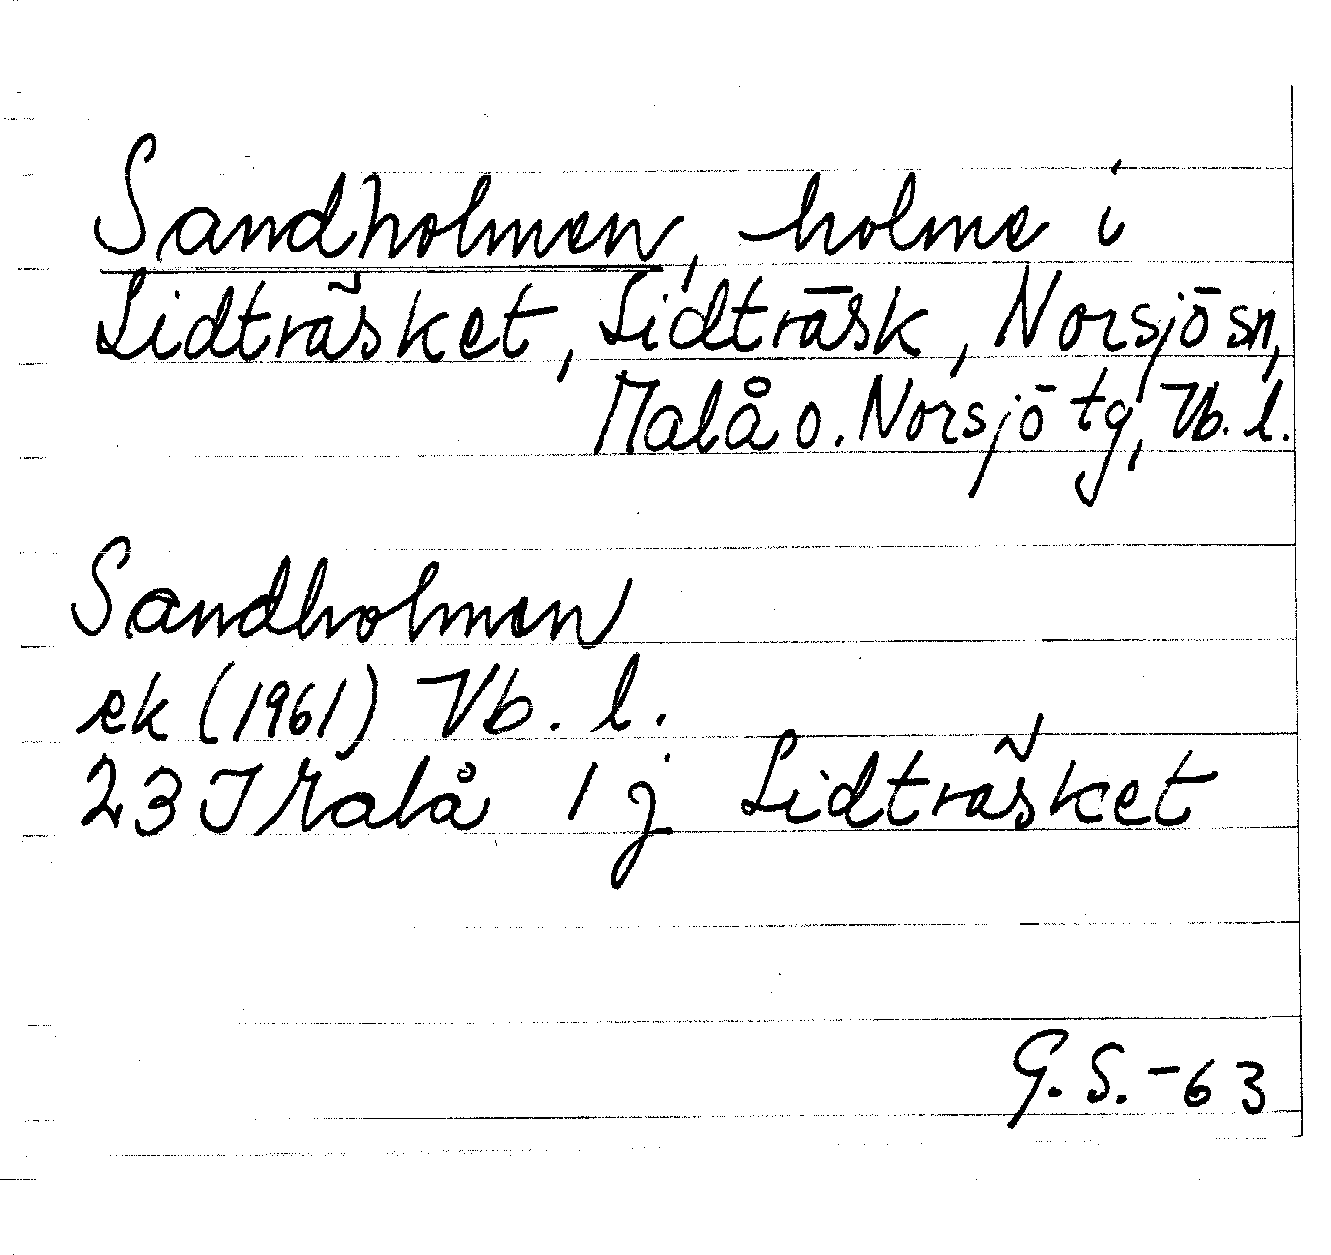 Sandholmen, holme i
Lidträsket, Lidträsk, Norsjö sn,
Malå o. Norsjö tg, Vb. l.
Sandholmen
ek (1961) Vb. l.
23 J Malå 1 j Lidträsket
G. S. -63